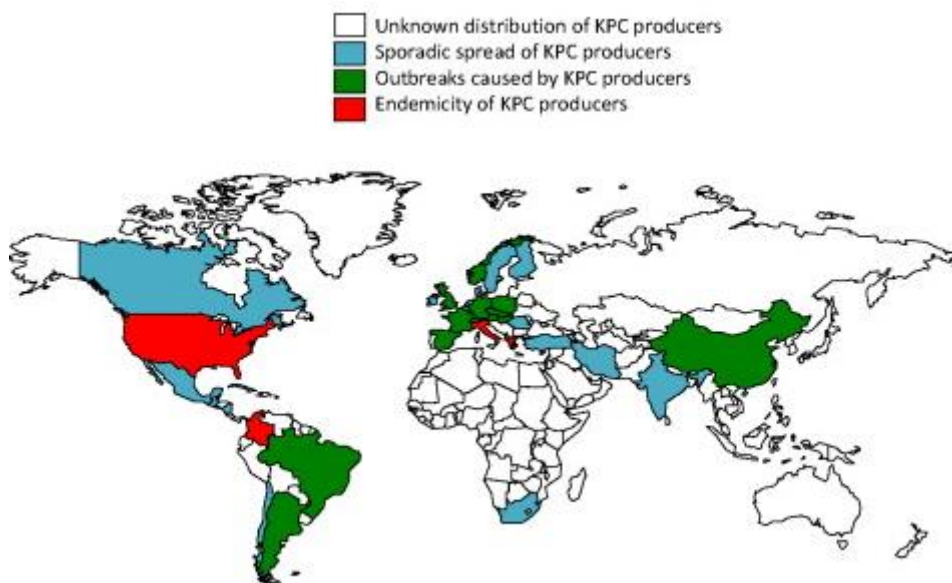 Unknown distribution of KPC producers
Sporadic spread of KPC producers
Outbreaks caused by KPC producers
Endemicity of KPC producers